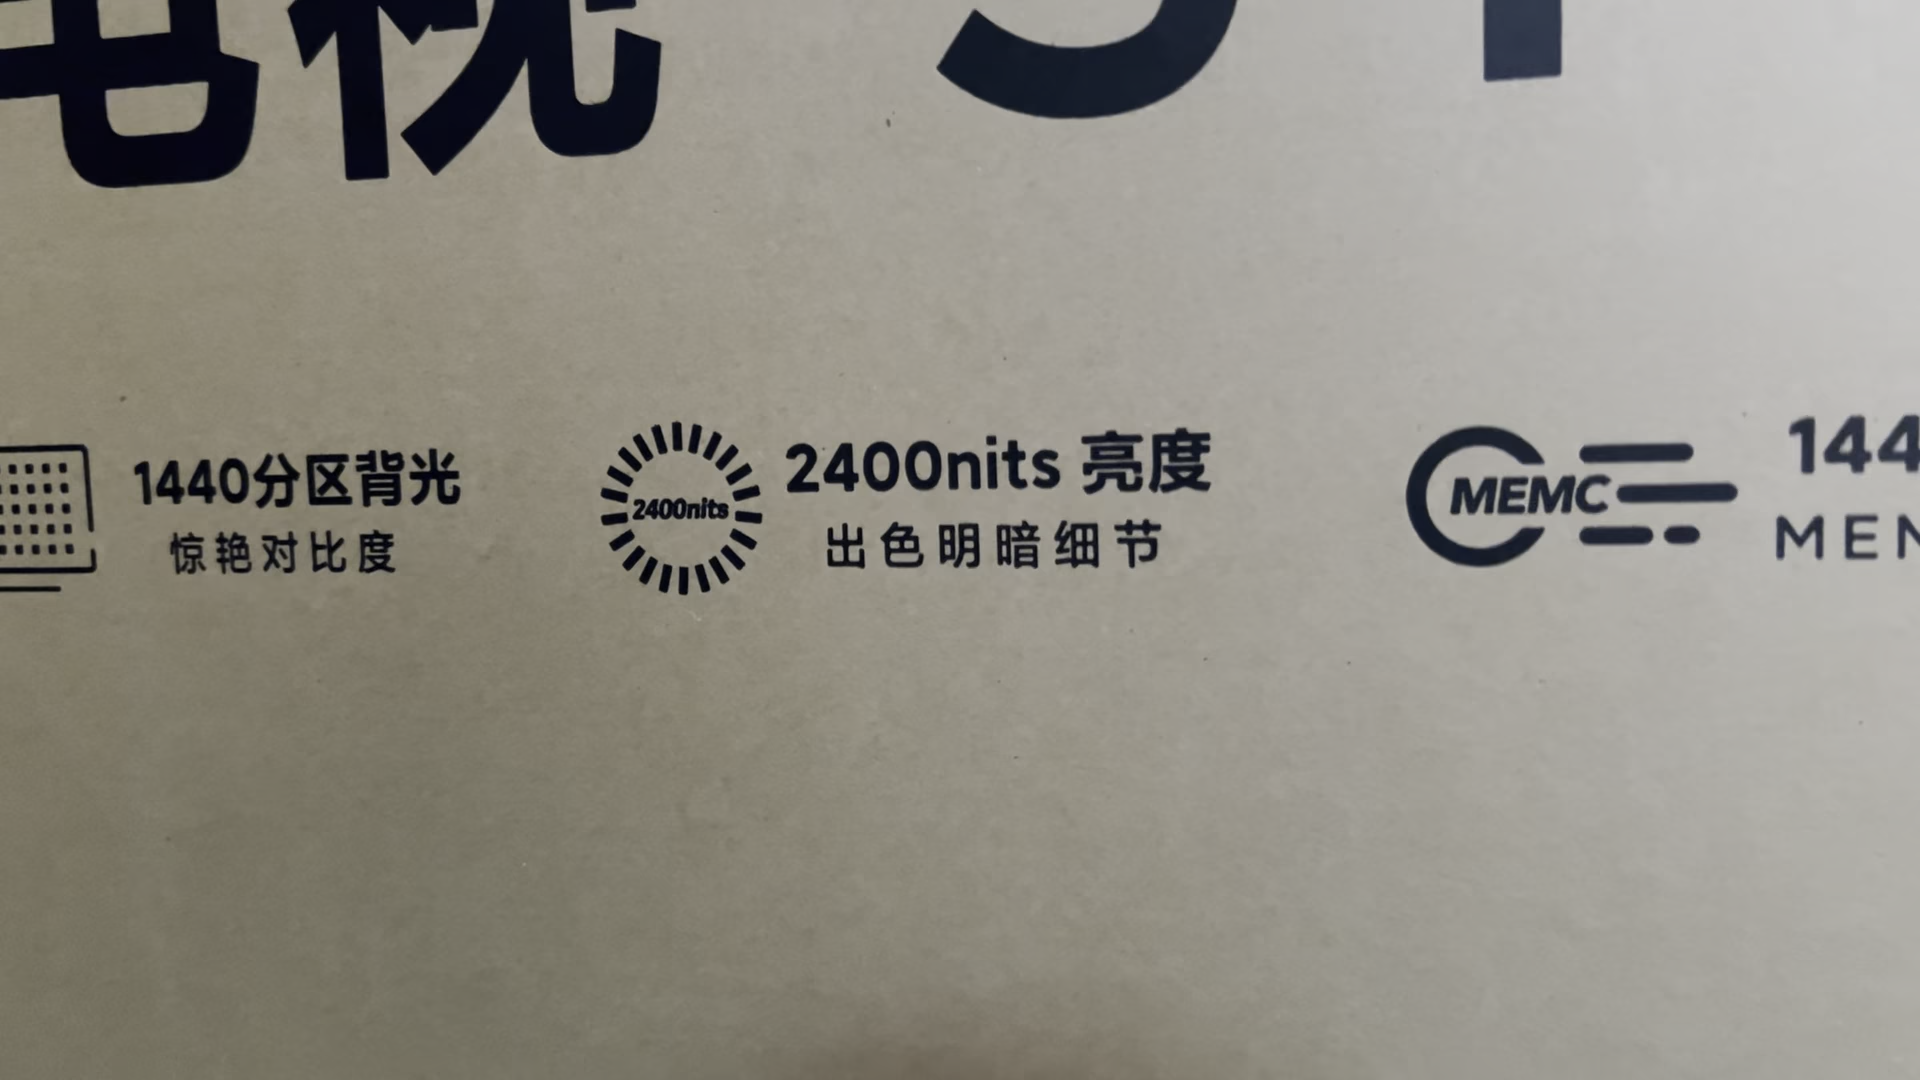 电视
1440分区背光
惊艳对比度
2400nits
2400nits 亮度
出色明暗细节
MEMC
144